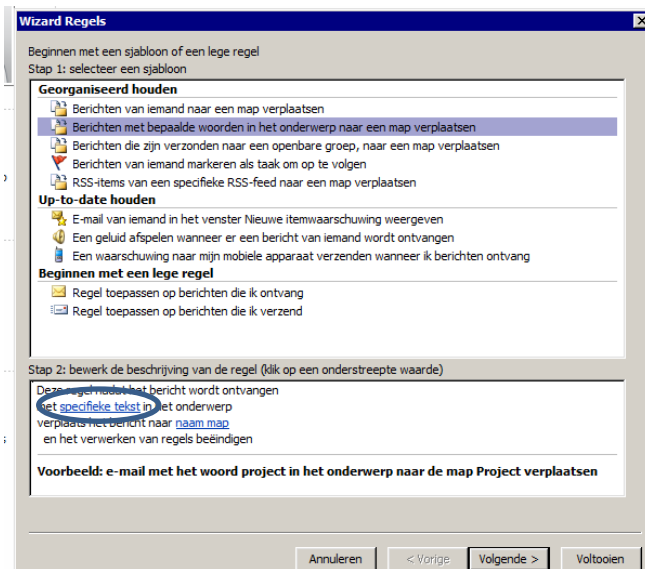 Wizard Regels
Beginnen met een sjabloon of een lege regel
Stap 1: selecteer een sjabloon
Georganiseerd houden
Berichten van iemand naar een map verplaatsen
Berichten met bepaalde woorden in het onderwerp naar een map verplaatsen
Berichten die zijn verzonden naar een openbare groep, naar een map verplaatsen
Berichten van iemand markeren als taak om op te volgen
RSS-items van een specifieke RSS-feed naar een map verplaatsen
Up-to-date houden
E-mail van iemand in het venster Nieuwe itemwaarschuwing weergeven
Een geluid afspelen wanneer er een bericht van iemand wordt ontvangen
Een waarschuwing naar mijn mobiele apparaat verzenden wanneer ik berichten ontvang
Beginnen met een lege regel
Regel toepassen op berichten die ik ontvang
Regel toepassen op berichten die ik verzend
Stap 2: bewerk de beschrijving van de regel (klik op een onderstreepte waarde)
Deze regel nadat het bericht wordt ontvangen
met specifieke tekst in het onderwerp
verplaats het bericht naar naam map
en het verwerken van regels beëindigen
Voorbeeld: e-mail met het woord project in het onderwerp naar de map Project verplaatsen
Annuleren
< Vorige
Volgende >
Voltooien